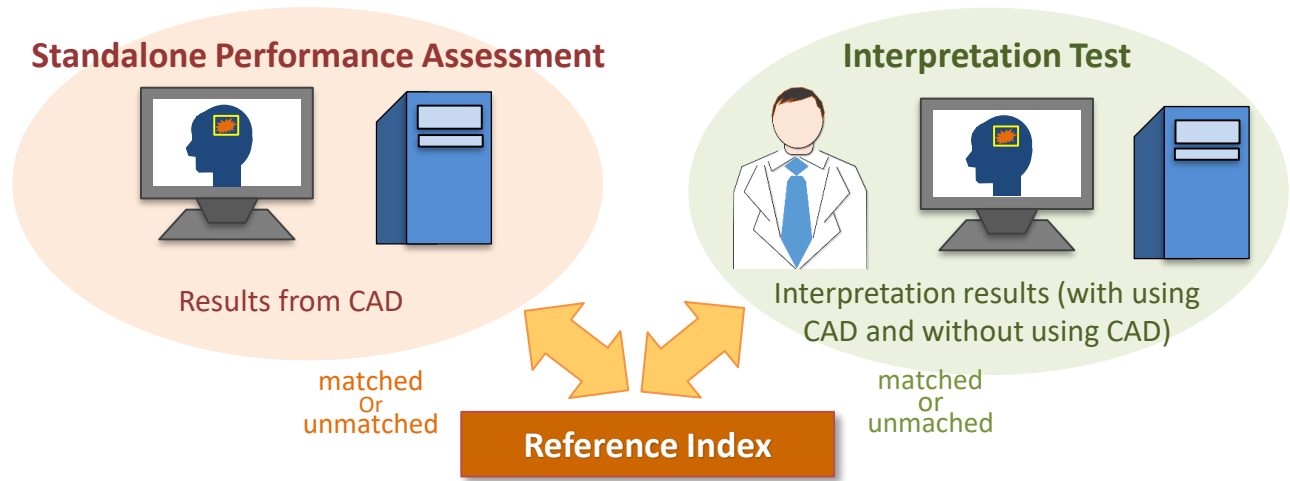 Standalone Performance Assessment
Results from CAD
matched
Or
unmatched
Interpretation Test
Interpretation results (with using
CAD and without using CAD)
matched
or
unmached
Reference Index